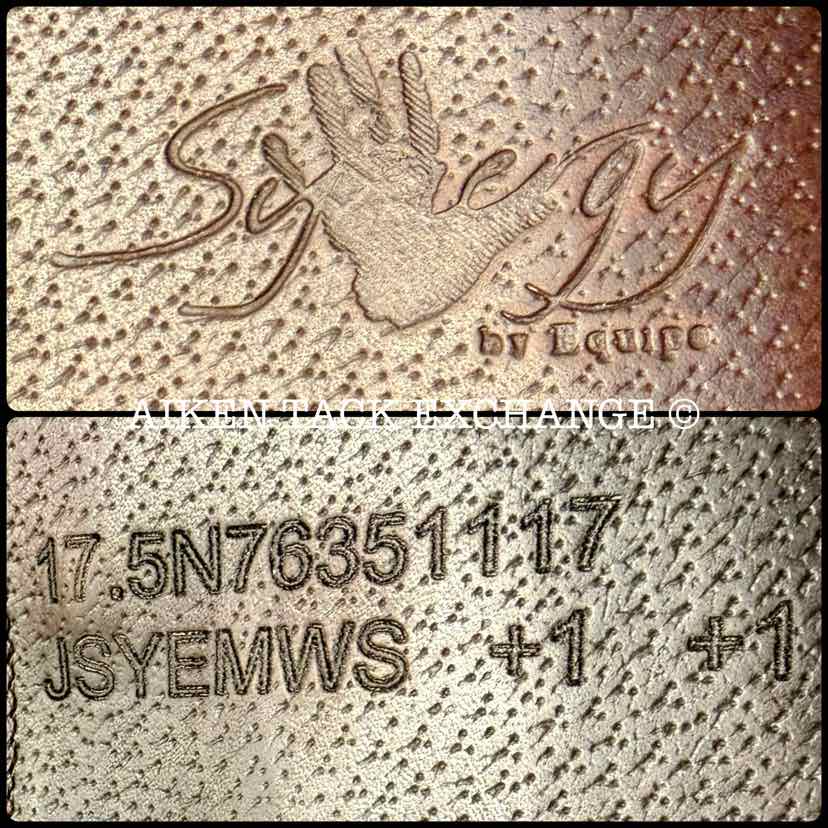 Synergy
by Equipe
AIKEN TACK EXCHANGE ©
17.5N76351117
JSYEMWS +1 +1